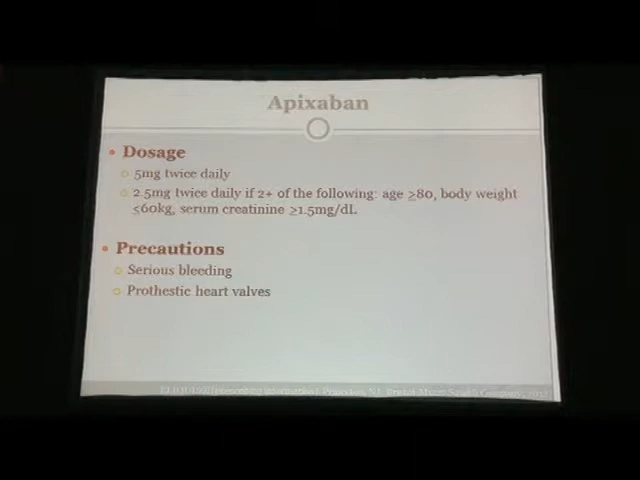 Apixaban
Dosage
5mg twice daily
2.5mg twice daily if 2+ of the following: age ≥80, body weight
≤60kg, serum creatinine ≥1.5mg/dL
Precautions
Serious bleeding
Prothestic heart valves